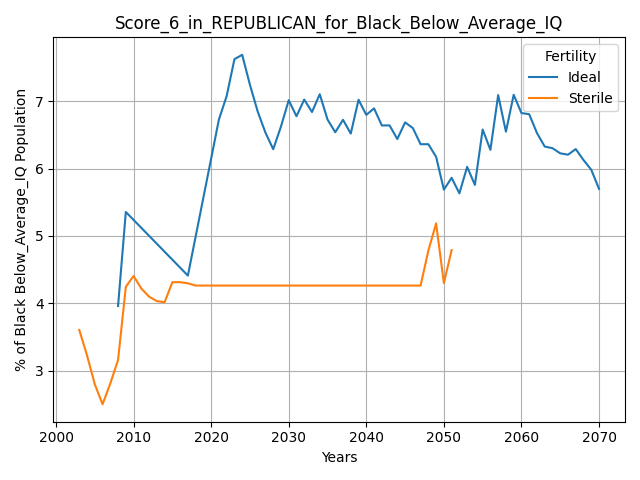 Score_6_in_REPUBLICAN_for_Black_Below_Average_IQ
Fertility
Ideal
Sterile
% of Black Below_Average_IQ Population
7
6
5
4
3
2000 2010 2020 2030 2040 2050 2060 2070
Years